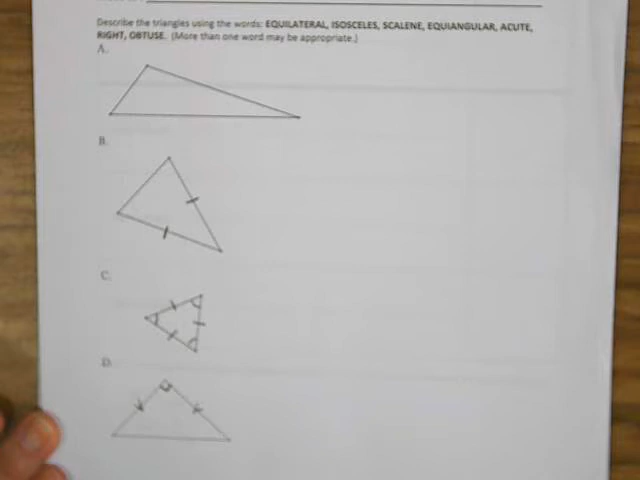 Describe the triangles using the words: EQUILATERAL, ISOSCELES, SCALENE, EQUIANGULAR, ACUTE,
RIGHT, OBTUSE. (More than one word may be appropriate.)
A.
B.
C.
D.